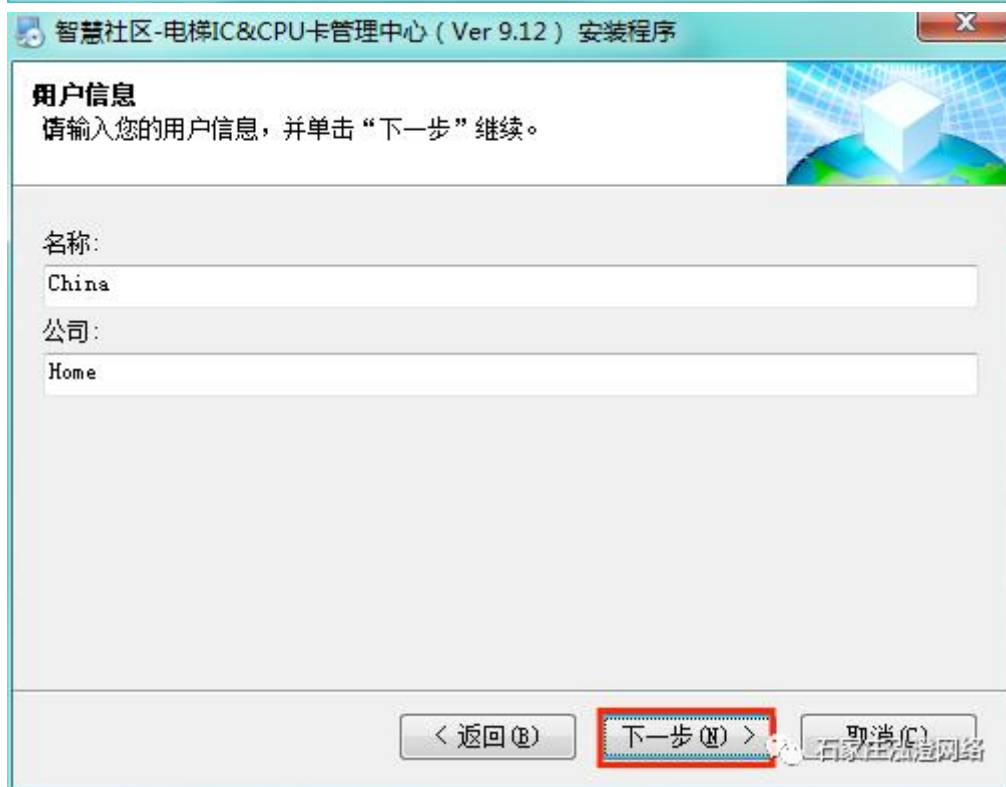 智慧社区-电梯IC&CPU卡管理中心（Ver 9.12） 安装程序
用户信息
请输入您的用户信息，并单击“下一步”继续。
名称:
China
公司:
Home
< 返回(B)
下一步(N) >
取消(C)
石家庄泓澄网络